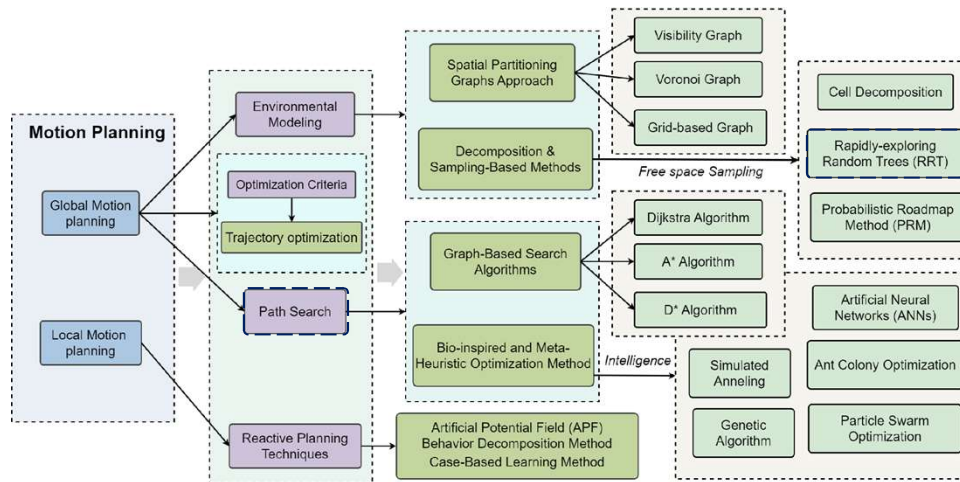 Motion Planning
Global Motion
planning
Local Motion
planning
Environmental
Modeling
Optimization Criteria
Trajectory optimization
Path Search
Reactive Planning
Techniques
Spatial Partitioning
Graphs Approach
Decomposition &
Sampling-Based Methods
Graph-Based Search
Algorithms
Bio-inspired and Meta-
Heuristic Optimization Method
Artificial Potential Field (APF)
Behavior Decomposition Method
Case-Based Learning Method
Visibility Graph
Voronoi Graph
Grid-based Graph
Free space Sampling
Cell Decomposition
Rapidly-exploring
Random Trees (RRT)
Probabilistic Roadmap
Method (PRM)
Dijkstra Algorithm
A* Algorithm
D* Algorithm
Intelligence
Artificial Neural
Networks (ANNs)
Simulated
Anneling
Ant Colony Optimization
Genetic
Algorithm
Particle Swarm
Optimization